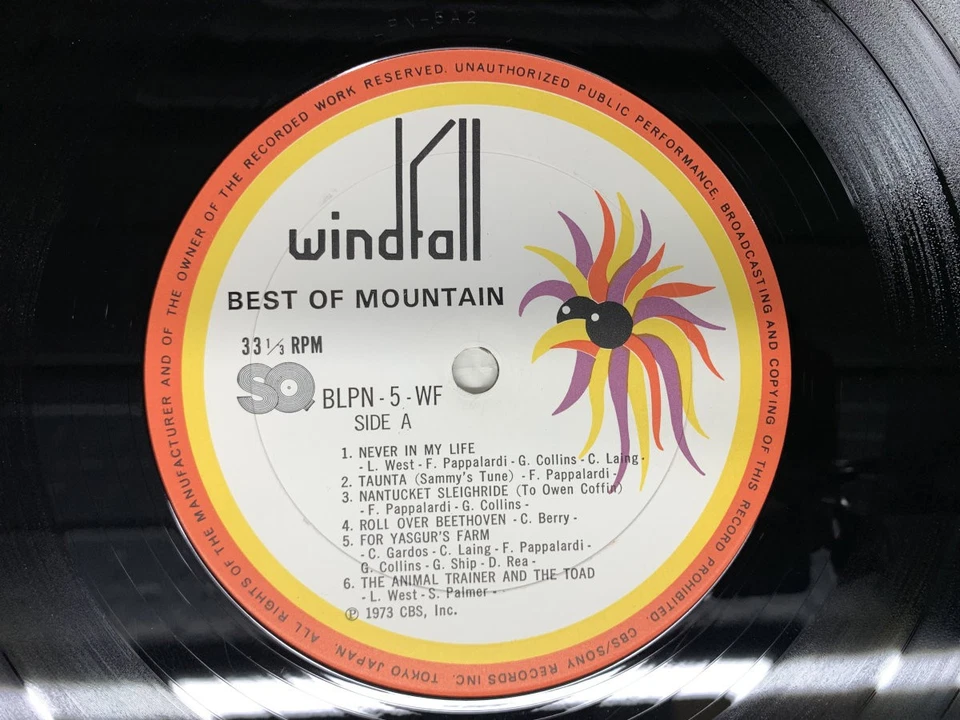 ALL RIGHTS OF THE MANUFACTURER AND OF THE OWNER OF THE RECORDED WORK RESERVED. UNAUTHORIZED PUBLIC PERFORMANCE, BROADCASTING AND COPYING OF THIS RECORD PROHIBITED. CBS/SONY RECORDS INC. TOKYO JAPAN.
windfall
BEST OF MOUNTAIN
33 1/3 RPM
SQ BLPN - 5 - WF
SIDE A
1. NEVER IN MY LIFE
- L. West - F. Pappalardi - G. Collins - C. Laing -
2. TAUNTA (Sammy's Tune) - F. Pappalardi -
3. NANTUCKET SLEIGHRIDE (To Owen Coffin)
- F. Pappalardi - G. Collins -
4. ROLL OVER BEETHOVEN - C. Berry -
5. FOR YASGUR'S FARM
- C. Gardos - C. Laing - F. Pappalardi -
G. Collins - G. Ship - D. Rea -
6. THE ANIMAL TRAINER AND THE TOAD
- L. West - S. Palmer -
Ⓟ 1973 CBS, Inc.